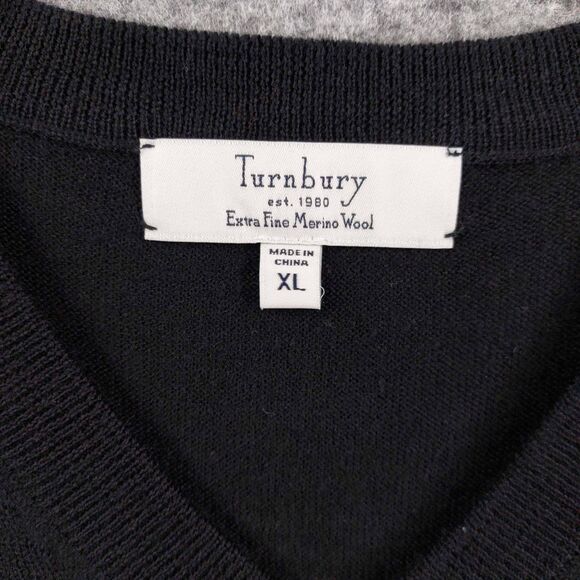 Turnbury
est. 1980
Extra Fine Merino Wool
MADE IN
CHINA
XL